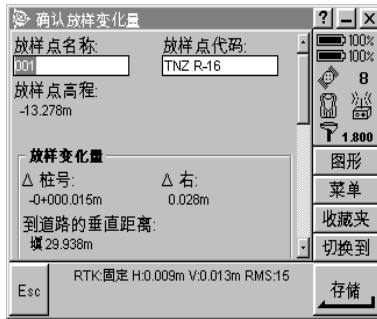 确认放样变化量
? _ x
放样点名称:
放样点代码:
001
TNZ R-16
放样点高程:
-13.278m
放样变化量
Δ 桩号:
Δ 右:
-0+000.015m
0.028m
到道路的垂直距离:
填29.938m
100%
100%
8
1.800
图形
菜单
收藏夹
切换到
Esc
RTK:固定 H:0.009m V:0.013m RMS:15
存储